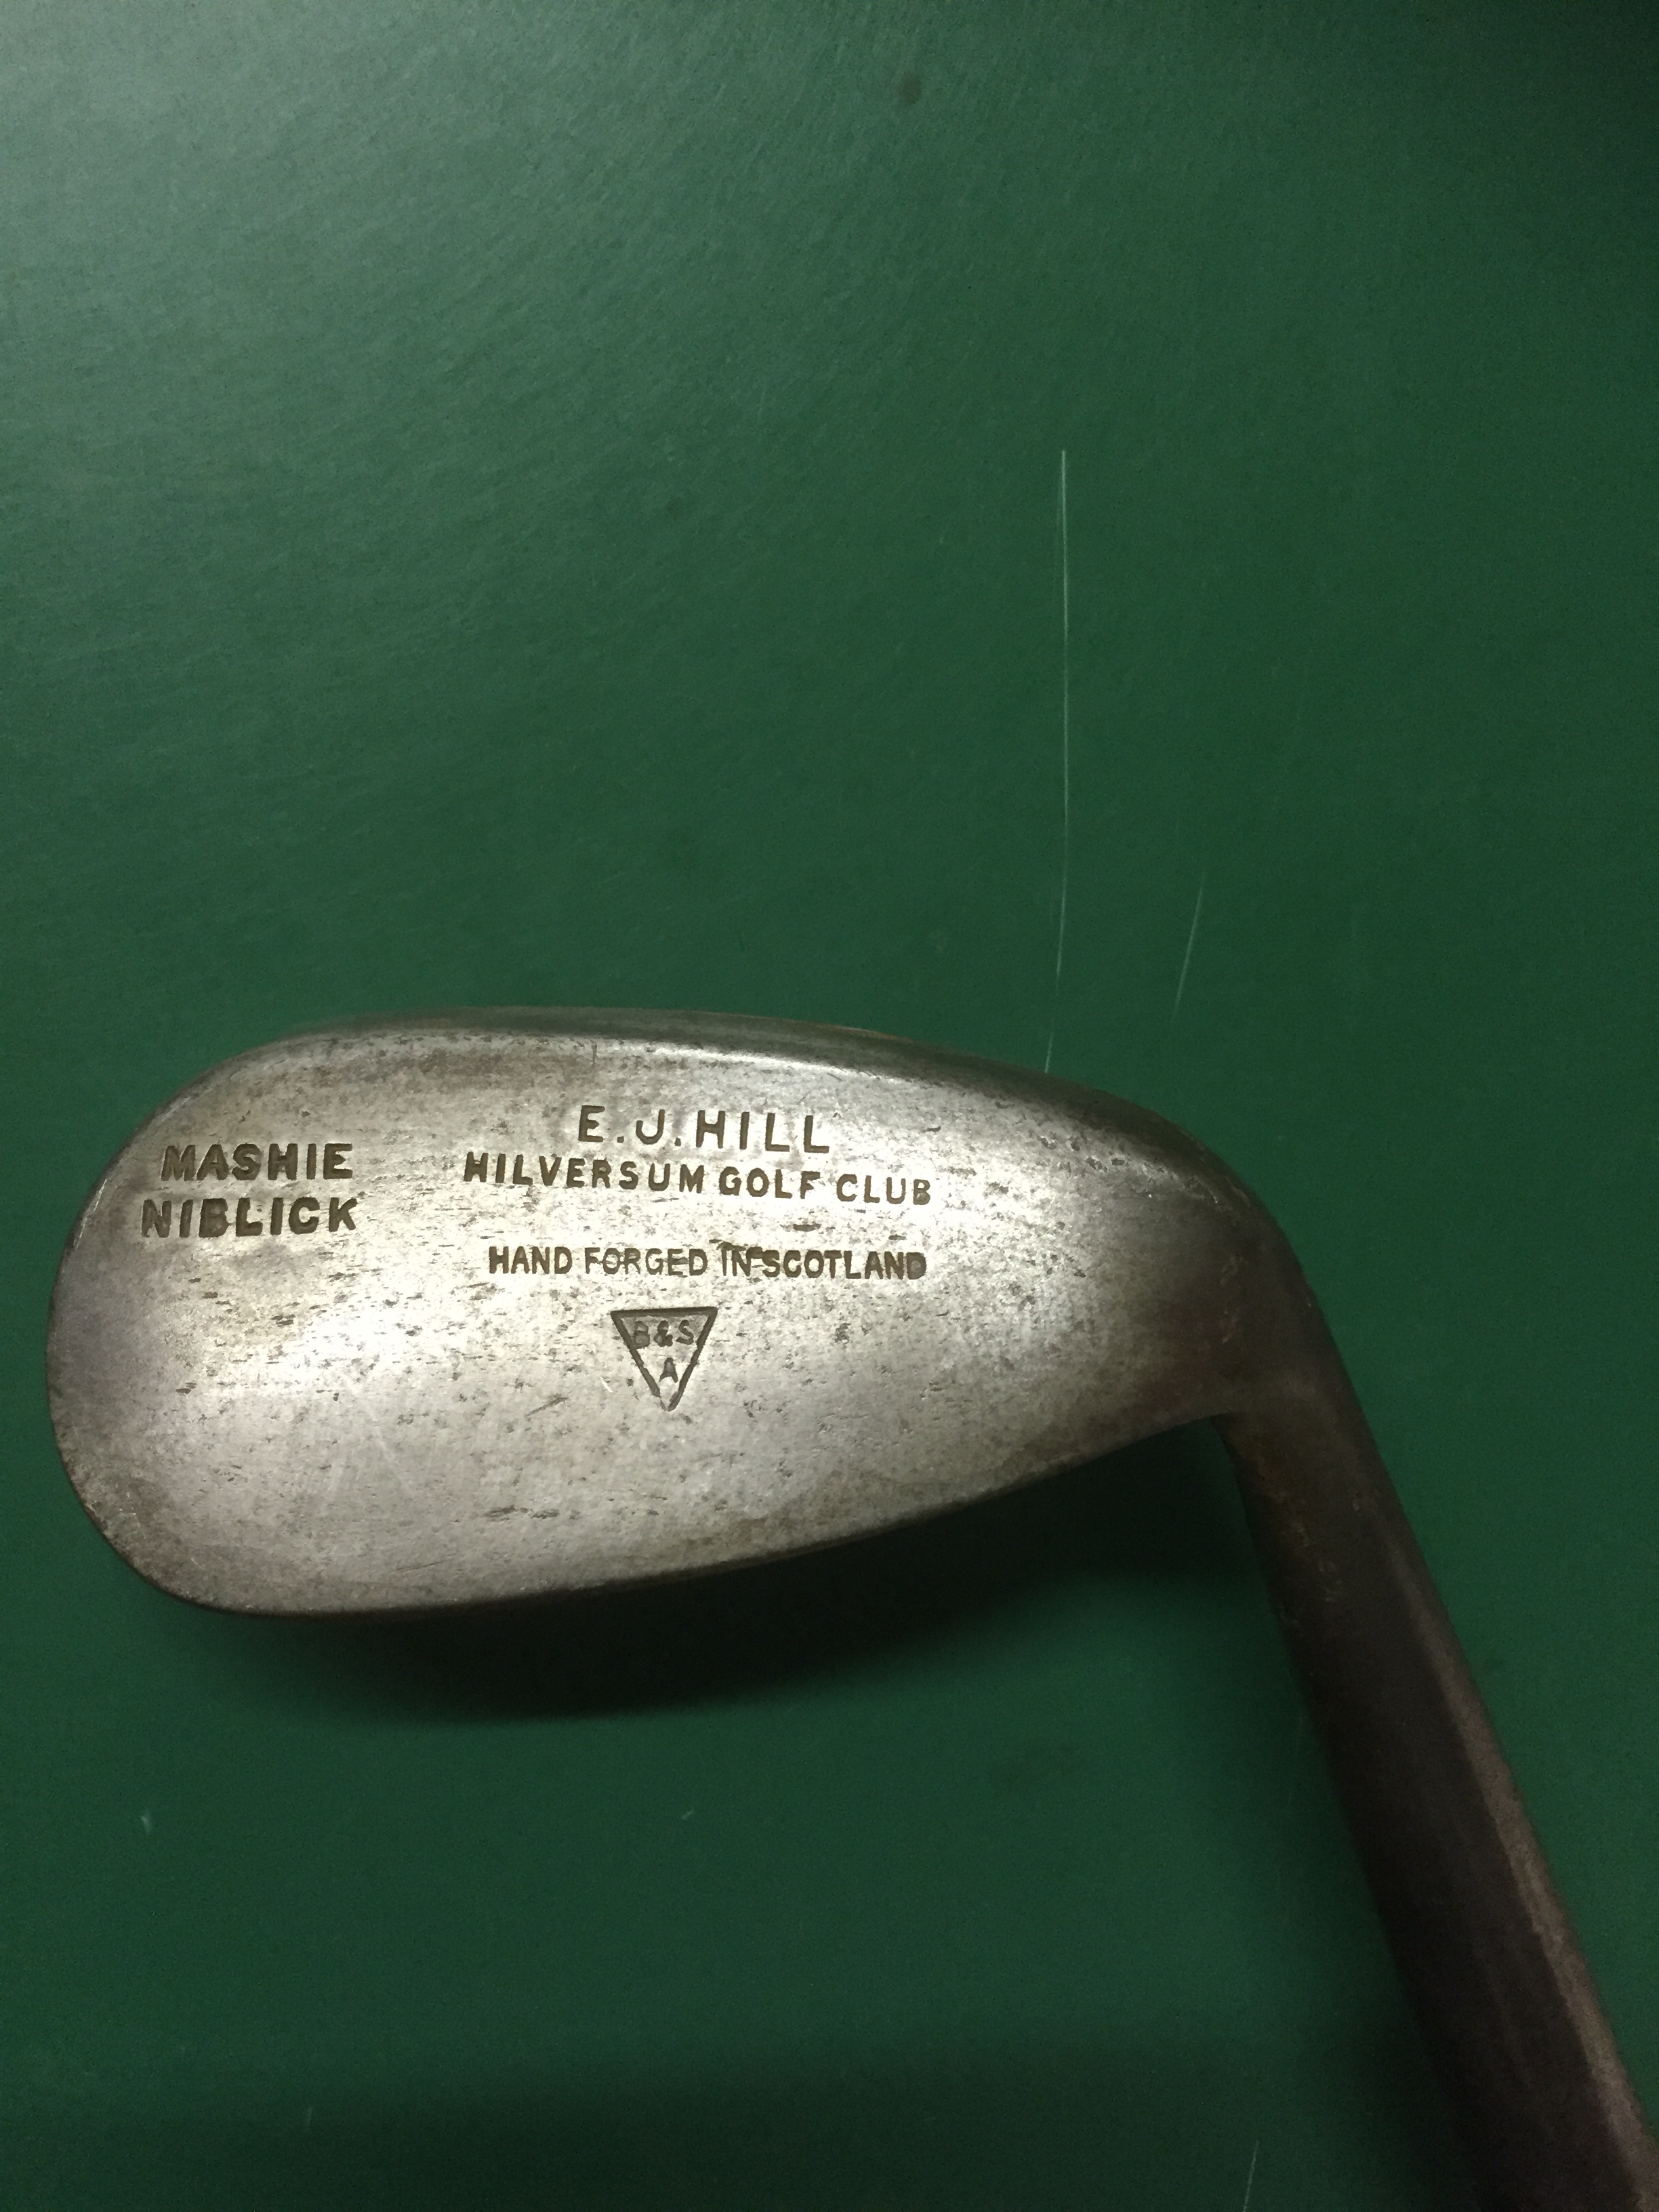 MASHIE
NIBLICK
E.J.HILL
HILVERSUM GOLF CLUB
HAND FORGED IN SCOTLAND
B&S
A